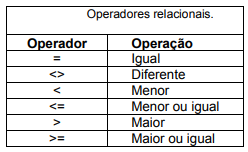 Operadores relacionais.
Operador Operação
= Igual
<> Diferente
< Menor
<= Menor ou igual
> Maior
>= Maior ou igual